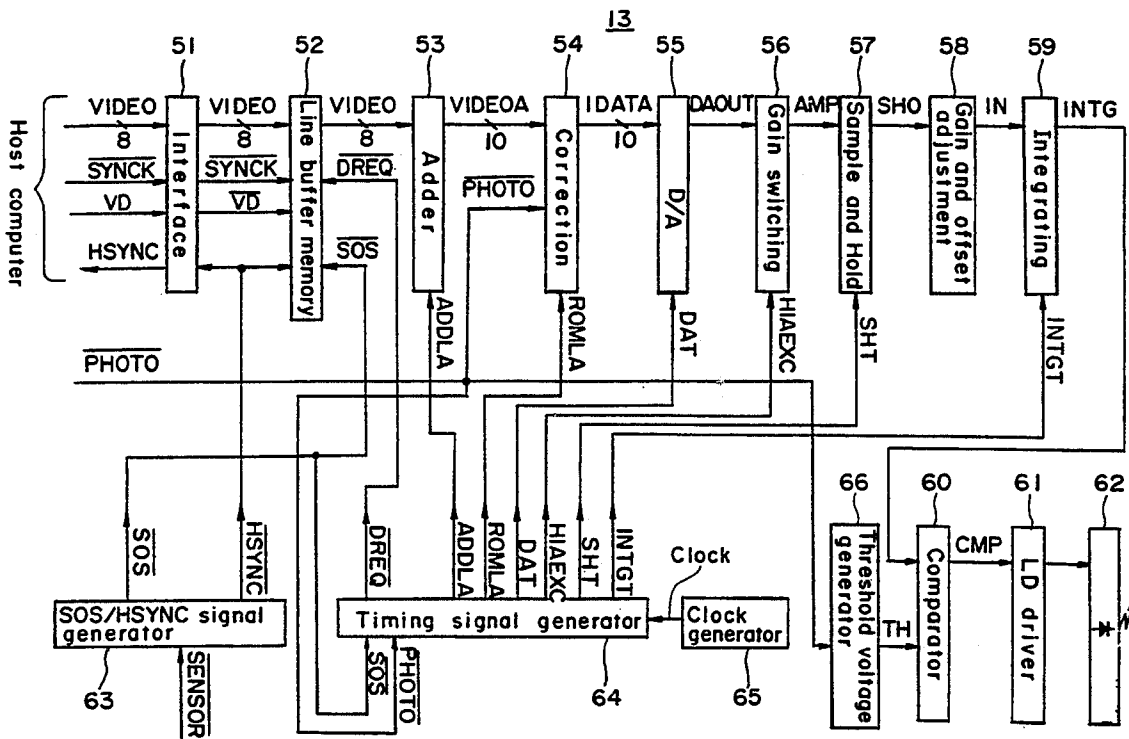 13
51
52
53
54
55
56
57
58
59
VIDEO
8
VIDEO
8
VIDEO
8
VIDEOA
10
IDATA
10
DAOUT
AMP
SHO
IN
INTG
Host computer
SYNCK
SYNCK
DREQ
VD
VD
PHOTO
HSYNC
SOS
Interface
Line buffer memory
Adder
Correction
D/A
Gain switching
Sample and Hold
Gain and offset adjustment
Integrating
ADDLA
ROMLA
DAT
HIAEXC
SHT
INTGT
PHOTO
SOS
HSYNC
DREQ
ADDLA
ROMLA
DAT
HIAEXC
SHT
INTGT
Clock
66
60
61
62
SOS/HSYNC signal
generator
Timing signal generator
Clock
generator
Threshold voltage generator
TH
Comparator
CMP
LD driver
63
SENSOR
SOS
PHOTO
64
65